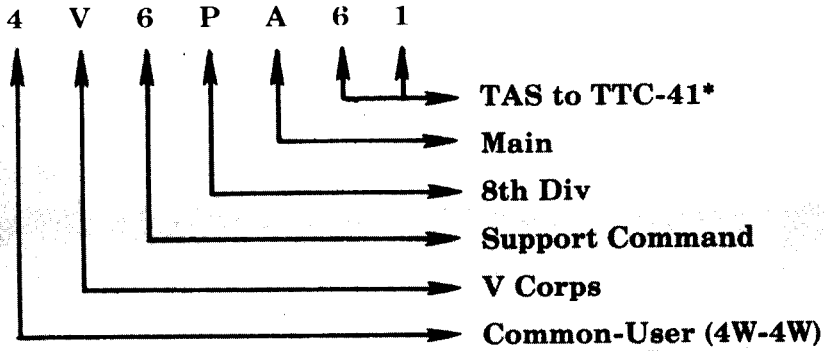 4 V 6 P A 6 1
TAS to TTC-41*
Main
8th Div
Support Command
V Corps
Common-User (4W-4W)